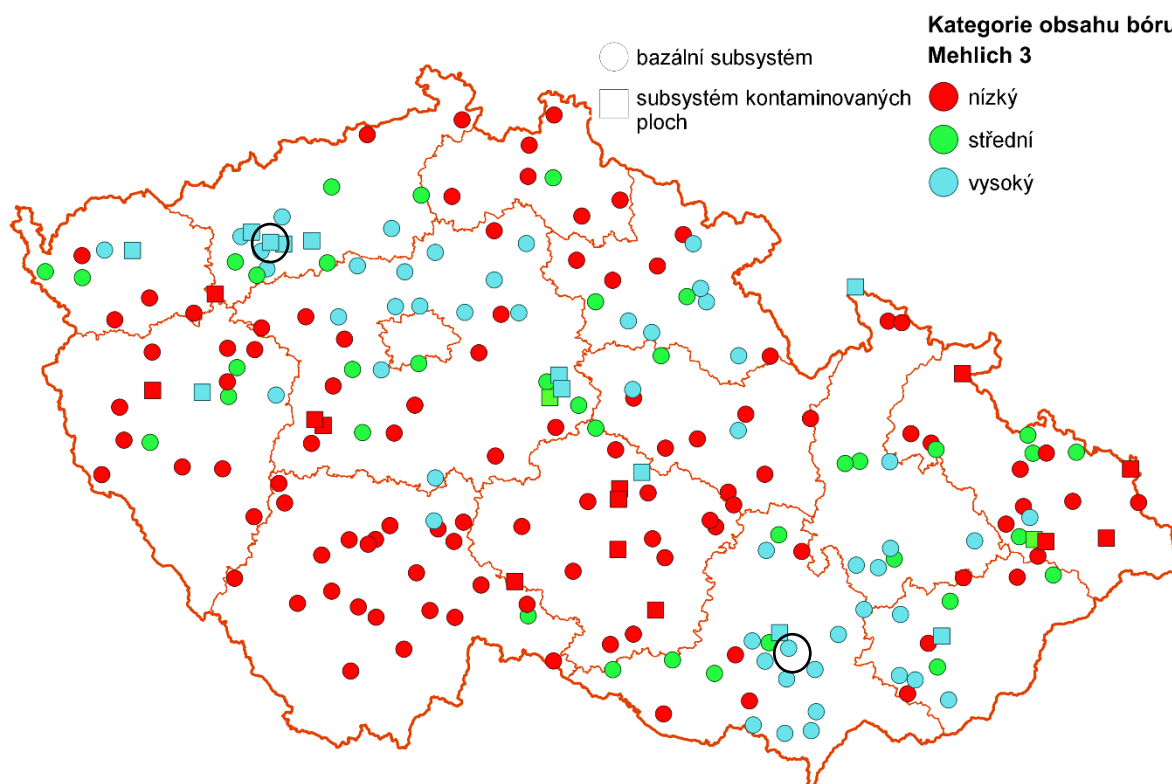 Kategorie obsahu bóru
Mehlich 3
bazální subsystém
subsystém kontaminovaných
ploch
nízký
střední
vysoký